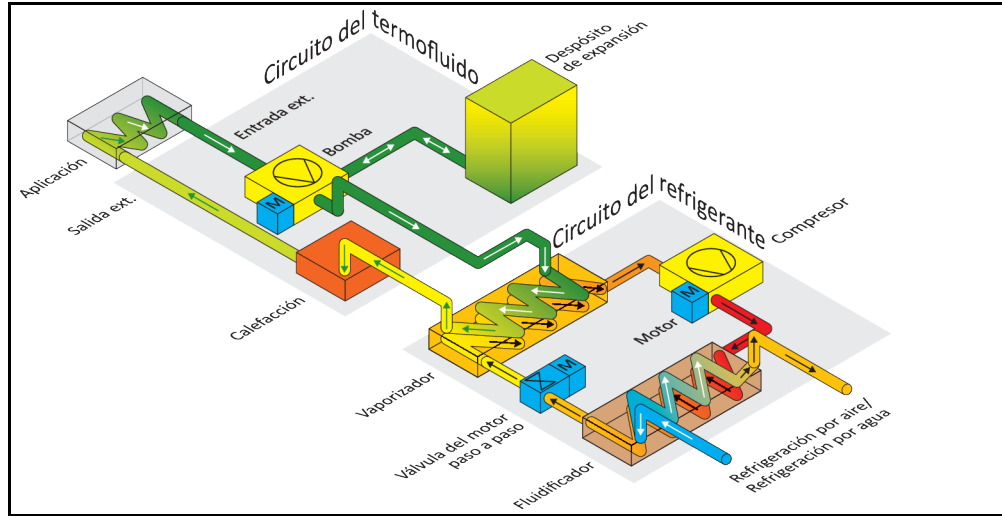 Circuito del termofluido
Depósito
de expansión
Entrada ext.
Bomba
M
Aplicación
Salida ext.
Calefacción
Circuito del refrigerante
Compresor
M
Motor
Vaporizador
M
Válvula del motor
paso a paso
Fluidificador
Refrigeración por aire/
Refrigeración por agua